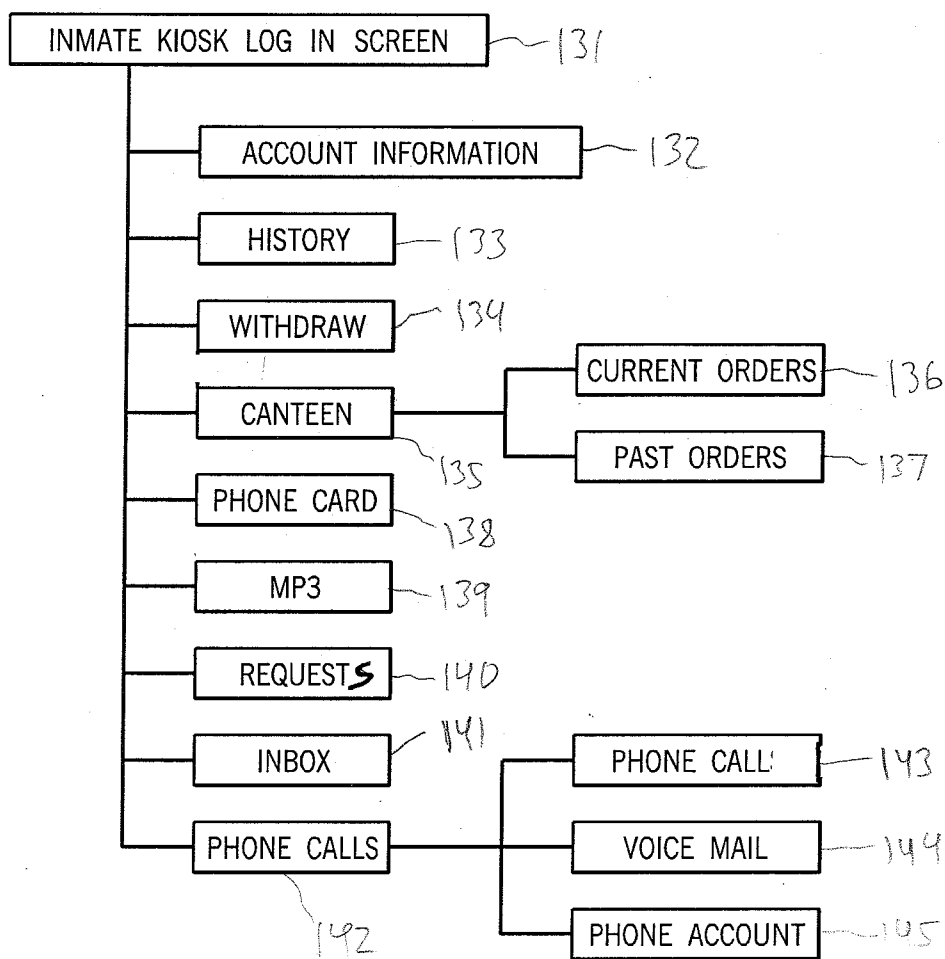 INMATE KIOSK LOG IN SCREEN 131
ACCOUNT INFORMATION 132
HISTORY 133
WITHDRAW 134
CANTEEN 135
CURRENT ORDERS 136
PAST ORDERS 137
PHONE CARD 138
MP3 139
REQUESTS 140
INBOX 141
PHONE CALLS 142
PHONE CALL 143
VOICE MAIL 144
PHONE ACCOUNT 145